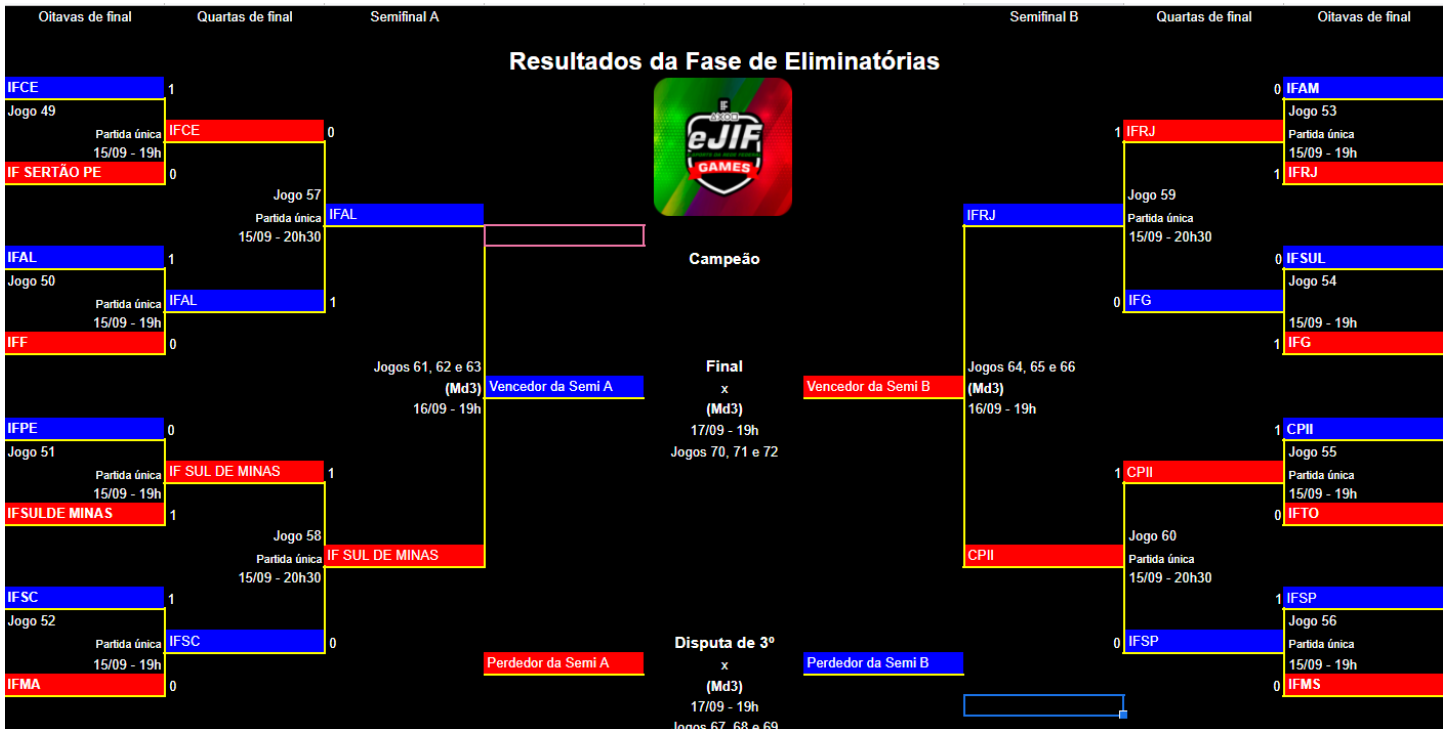 Oitavas de final
Quartas de final
Semifinal A
Semifinal B
Quartas de final
Oitavas de final
Resultados da Fase de Eliminatórias
IFCE 1
Jogo 49
Partida única
15/09 - 19h
IF SERTÃO PE 0
IFCE 0
Jogo 57
Partida única
15/09 - 20h30
IFAL 1
Jogo 50
Partida única
15/09 - 19h
IFF 0
IFAL 1
IFAL
Jogos 61, 62 e 63
(Md3)
16/09 - 19h
IFPE 0
Jogo 51
Partida única
15/09 - 19h
IFSULDE MINAS 1
IF SUL DE MINAS 1
Jogo 58
Partida única
15/09 - 20h30
IF SUL DE MINAS
IFSC 1
Jogo 52
Partida única
15/09 - 19h
IFMA 0
IFSC 0
IF
eJIF
GAMES
Campeão
Final
Vencedor da Semi A x Vencedor da Semi B
(Md3)
17/09 - 19h
Jogos 70, 71 e 72
Disputa de 3º
Perdedor da Semi A x Perdedor da Semi B
(Md3)
17/09 - 19h
Jogos 67, 68 e 69
0 IFAM
Jogo 53
Partida única
15/09 - 19h
1 IFRJ
1 IFRJ
Jogo 59
Partida única
15/09 - 20h30
IFRJ
0 IFSUL
Jogo 54
15/09 - 19h
1 IFG
0 IFG
Jogos 64, 65 e 66
(Md3)
16/09 - 19h
1 CPII
Jogo 55
Partida única
15/09 - 19h
0 IFTO
1 CPII
Jogo 60
Partida única
15/09 - 20h30
CPII
1 IFSP
Jogo 56
Partida única
15/09 - 19h
0 IFMS
0 IFSP